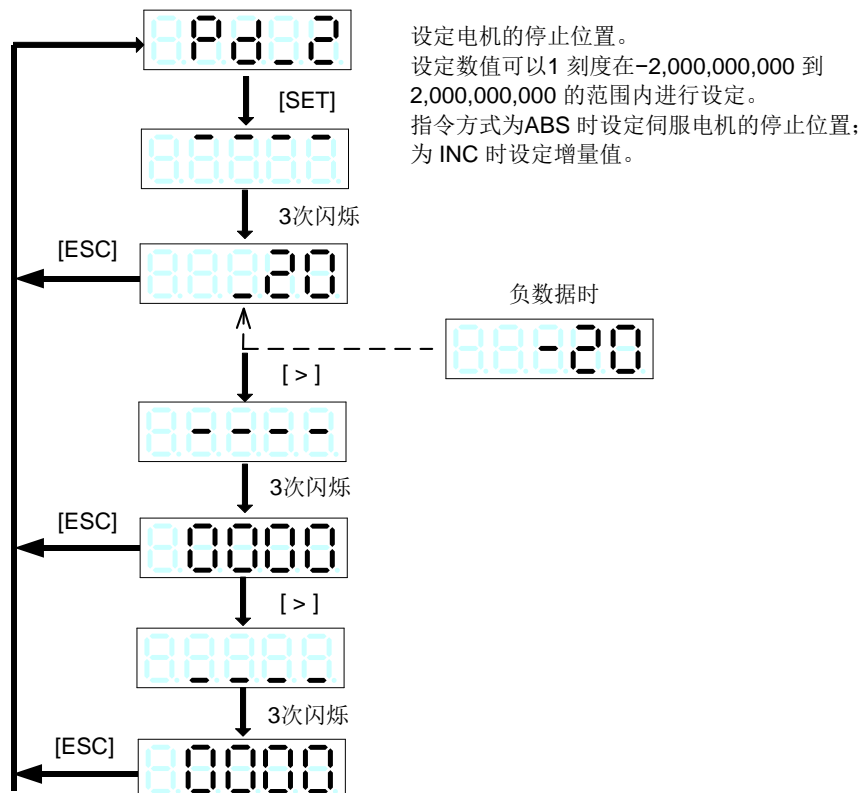 Pd_2
设定电机的停止位置。
设定数值可以1 刻度在−2,000,000,000 到
2,000,000,000 的范围内进行设定。
指令方式为ABS 时设定伺服电机的停止位置；
为 INC 时设定增量值。
[SET]
3次闪烁
[ESC]
_20
负数据时
-20
[ > ]
----
3次闪烁
[ESC]
0000
[ > ]
_ _ _ _
3次闪烁
[ESC]
0000